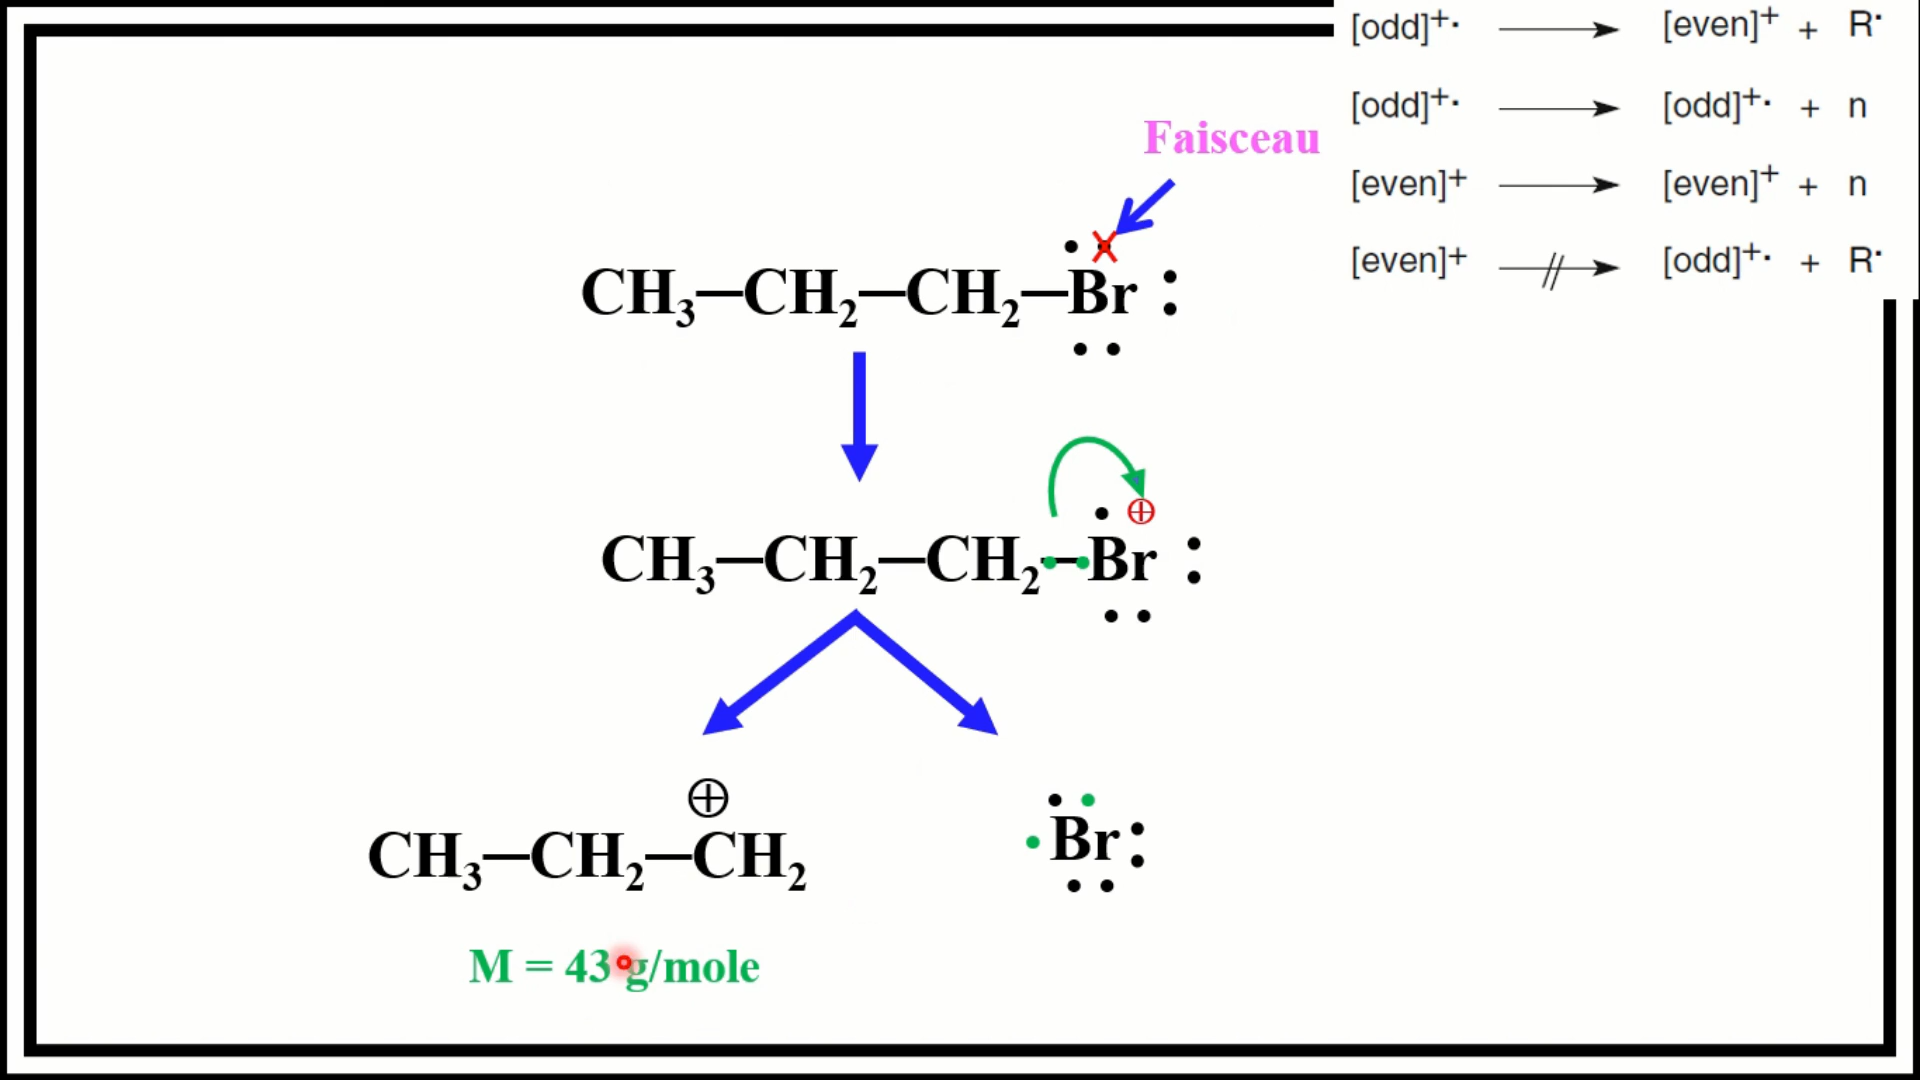 [odd]⁺· ⟶ [even]⁺ + R·
[odd]⁺· ⟶ [odd]⁺· + n
[even]⁺ ⟶ [even]⁺ + n
[even]⁺ ⟶ [odd]⁺· + R·
Faisceau
CH₃—CH₂—CH₂—Br
CH₃—CH₂—CH₂—Br
⊕
⊕
CH₃—CH₂—CH₂
Br
M = 43 g/mole